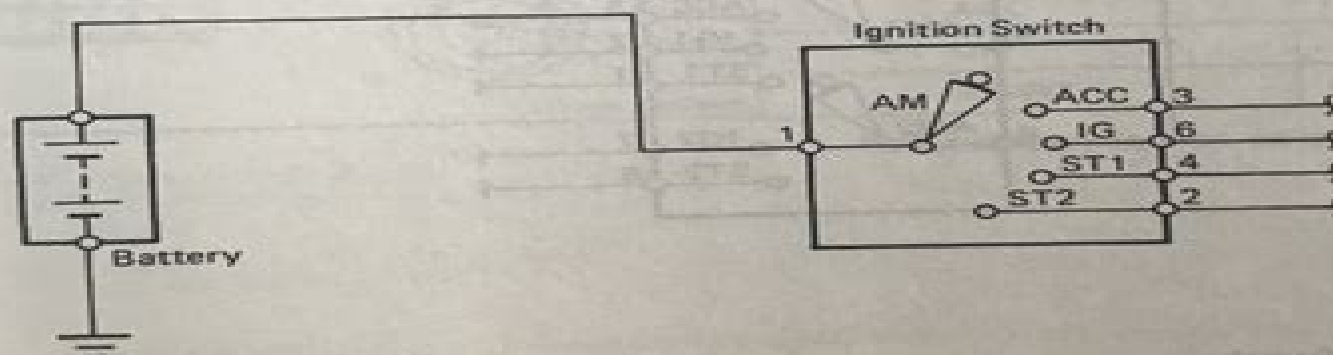 Ignition Switch
AM
ACC 3
1
IG 6
ST1 4
ST2 2
Battery